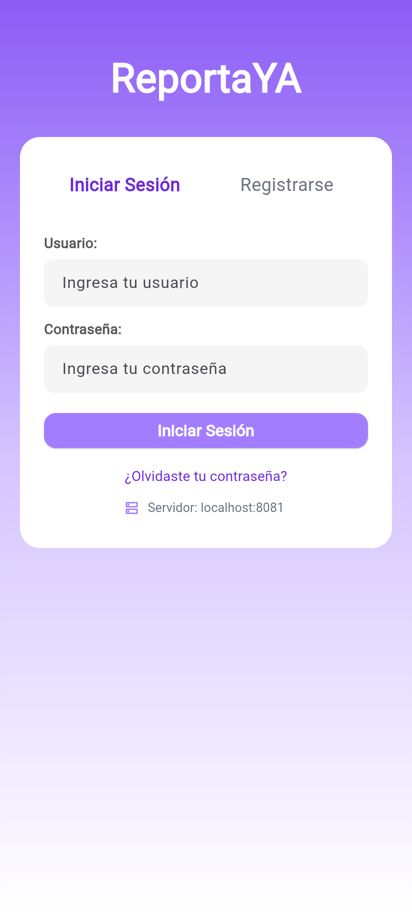 ReportaYA
Iniciar Sesión
Registrarse
Usuario:
Ingresa tu usuario
Contraseña:
Ingresa tu contraseña
Iniciar Sesión
¿Olvidaste tu contraseña?
Servidor: localhost:8081